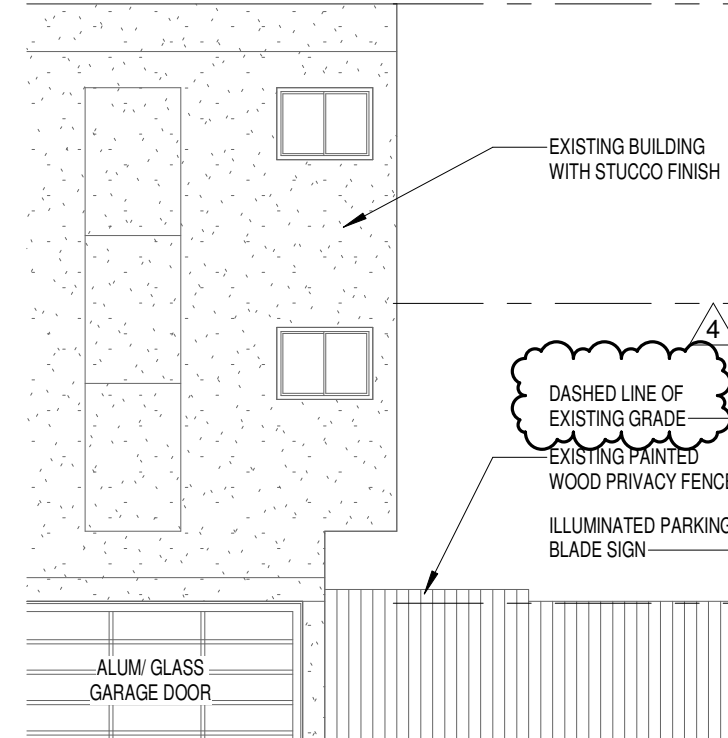 EXISTING BUILDING
WITH STUCCO FINISH
4
DASHED LINE OF
EXISTING GRADE
EXISTING PAINTED
WOOD PRIVACY FENCE
ILLUMINATED PARKING
BLADE SIGN
ALUM/ GLASS
GARAGE DOOR